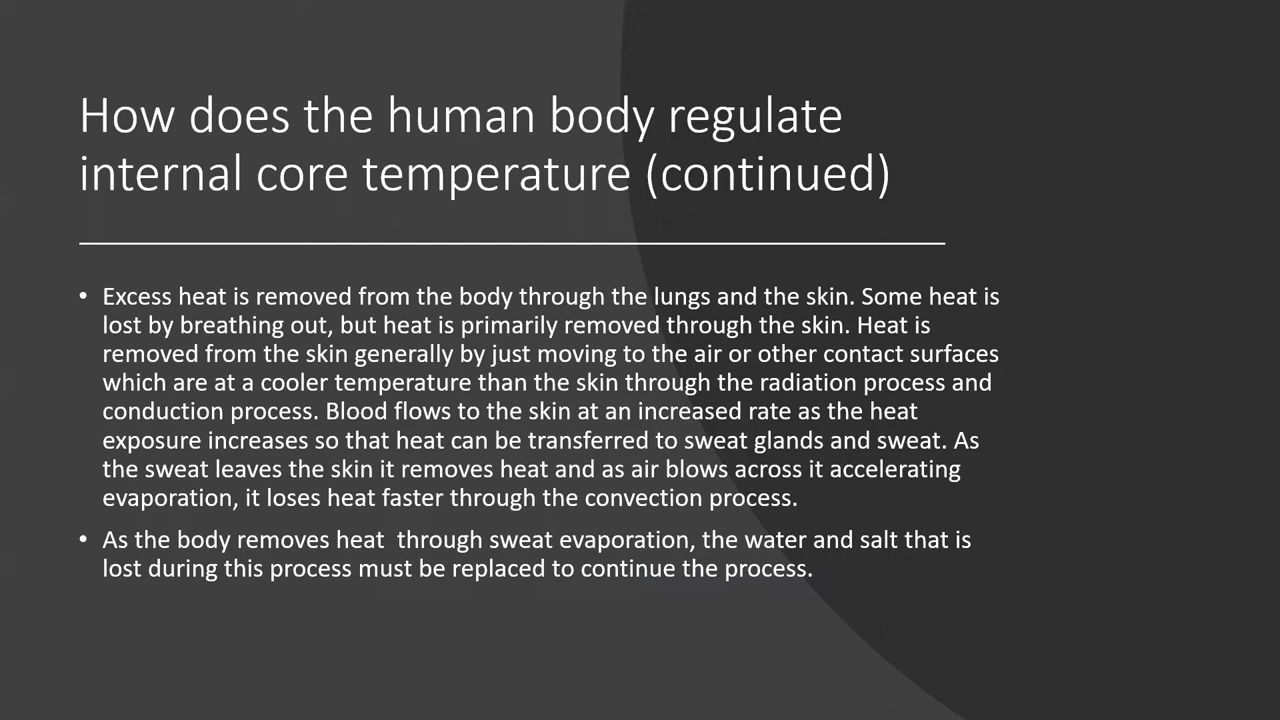 How does the human body regulate
internal core temperature (continued)
• Excess heat is removed from the body through the lungs and the skin. Some heat is
lost by breathing out, but heat is primarily removed through the skin. Heat is
removed from the skin generally by just moving to the air or other contact surfaces
which are at a cooler temperature than the skin through the radiation process and
conduction process. Blood flows to the skin at an increased rate as the heat
exposure increases so that heat can be transferred to sweat glands and sweat. As
the sweat leaves the skin it removes heat and as air blows across it accelerating
evaporation, it loses heat faster through the convection process.
• As the body removes heat  through sweat evaporation, the water and salt that is
lost during this process must be replaced to continue the process.